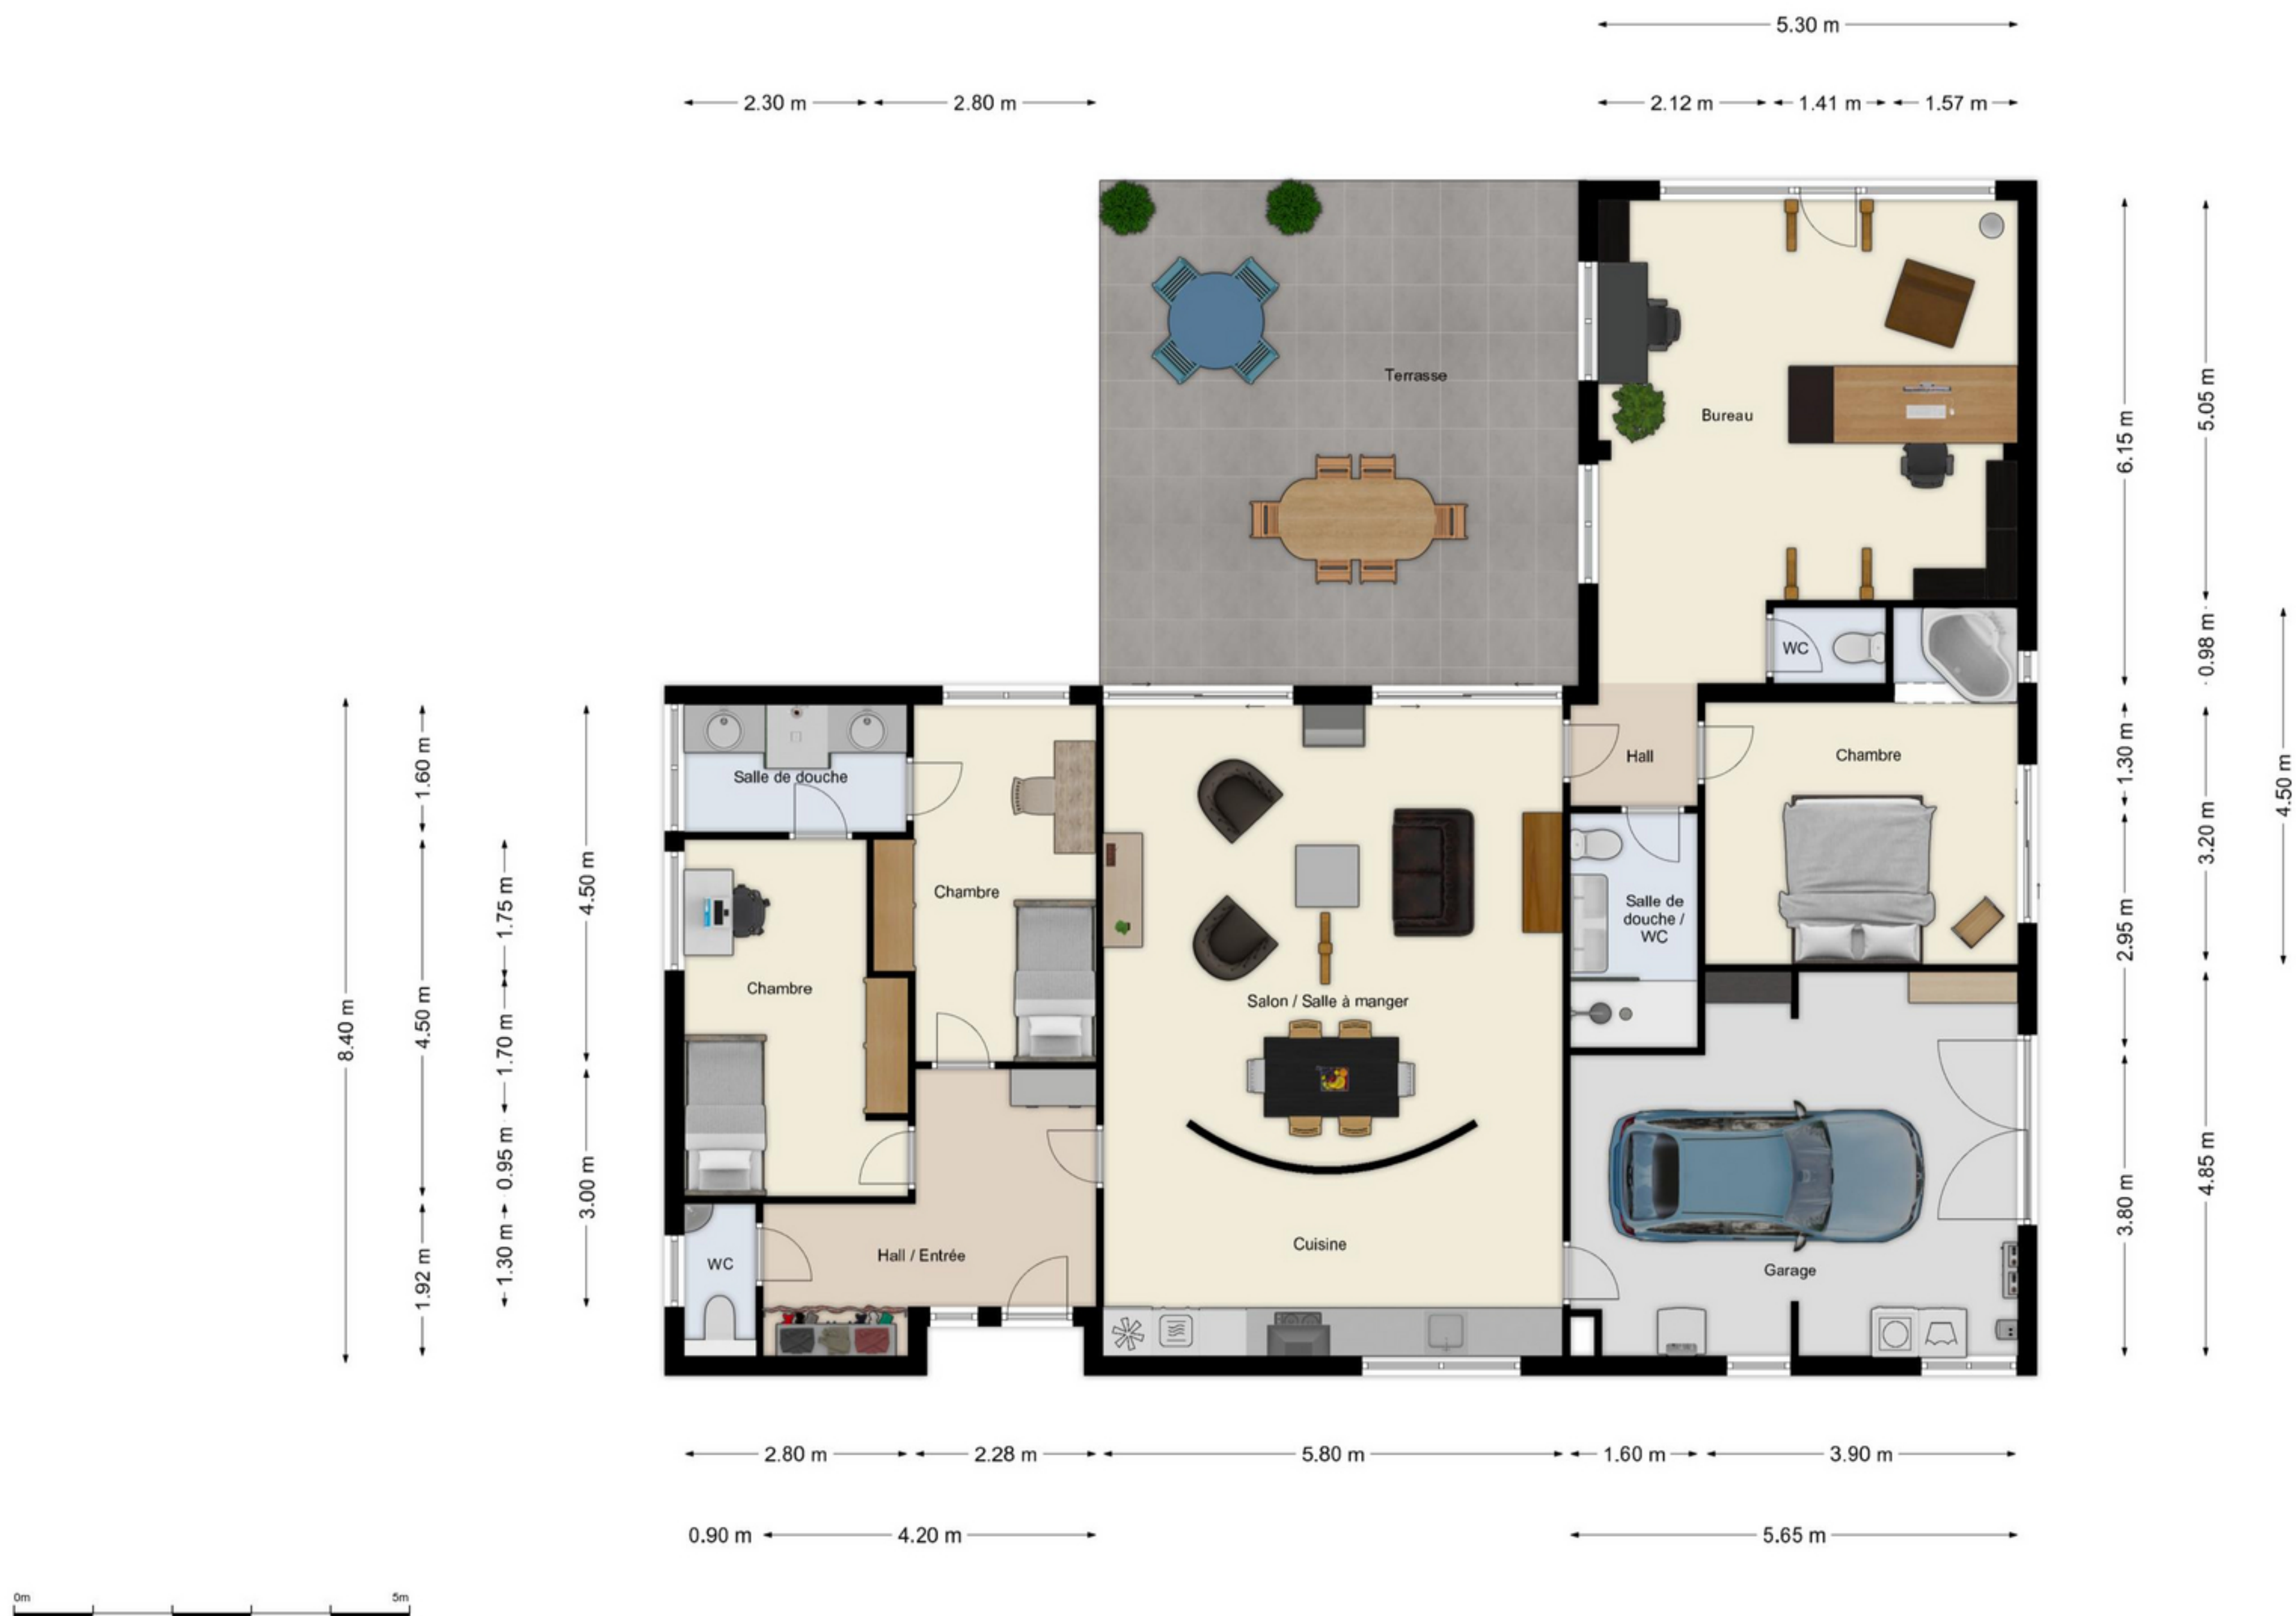 5.30 m
2.30 m
2.80 m
2.12 m
1.41 m
1.57 m
Terrasse
Bureau
6.15 m
5.05 m
WC
0.98 m
4.50 m
Salle de douche
Chambre
Chambre
Salon / Salle à manger
Hall
Chambre
Salle de
douche /
WC
8.40 m
1.60 m
4.50 m
1.92 m
1.75 m
1.70 m
0.95 m
1.30 m
4.50 m
3.00 m
1.30 m
2.95 m
3.80 m
3.20 m
4.85 m
WC
Hall / Entrée
Cuisine
Garage
2.80 m
2.28 m
5.80 m
1.60 m
3.90 m
0.90 m
4.20 m
5.65 m
0m
5m